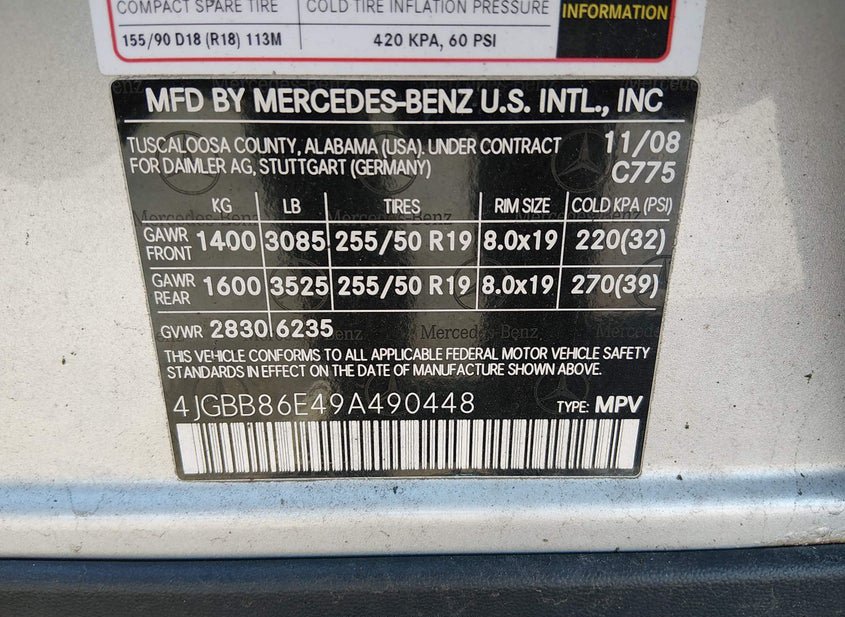 COMPACT SPARE TIRE COLD TIRE INFLATION PRESSURE INFORMATION
155/90 D18 (R18) 113M 420 KPA, 60 PSI
MFD BY MERCEDES-BENZ U.S. INTL., INC
TUSCALOOSA COUNTY, ALABAMA (USA), UNDER CONTRACT 11/08
FOR DAIMLER AG, STUTTGART (GERMANY) C775
KG LB TIRES RIM SIZE COLD KPA (PSI)
GAWR FRONT 1400 3085 255/50 R19 8.0x19 220(32)
GAWR REAR 1600 3525 255/50 R19 8.0x19 270(39)
GVWR 2830 6235
THIS VEHICLE CONFORMS TO ALL APPLICABLE FEDERAL MOTOR VEHICLE SAFETY
STANDARDS IN EFFECT ON THE DATE OF MANUFACTURE SHOWN ABOVE.
4JGBB86E49A490448 TYPE: MPV